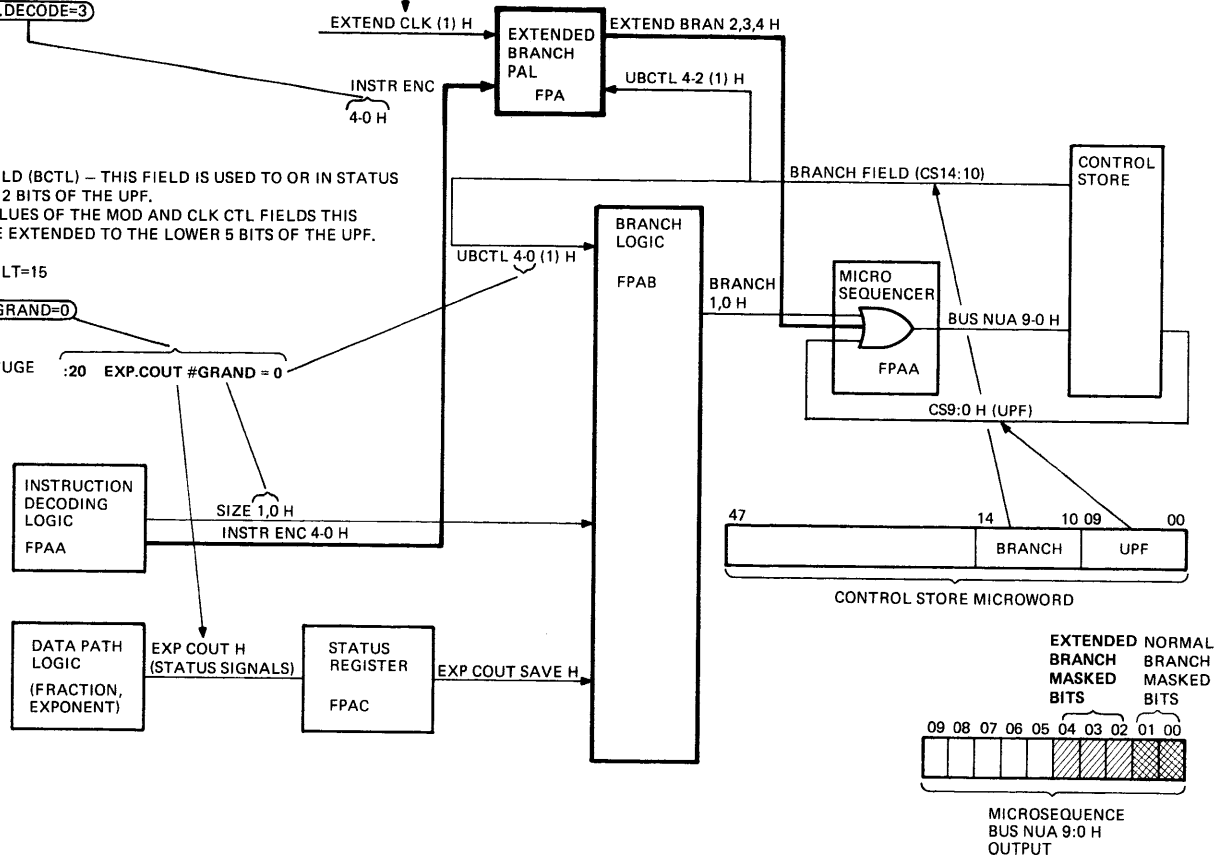 .DECODE=3
EXTEND CLK (1) H
EXTENDED
BRANCH
PAL
FPA
EXTEND BRAN 2,3,4 H
UBCTL 4-2 (1) H
INSTR ENC
4-0 H
LD (BCTL) – THIS FIELD IS USED TO OR IN STATUS
2 BITS OF THE UPF.
LUES OF THE MOD AND CLK CTL FIELDS THIS
E EXTENDED TO THE LOWER 5 BITS OF THE UPF.
LT=15
GRAND=0
UGE :20 EXP.COUT #GRAND = 0
UBCTL 4-0 (1) H
BRANCH FIELD (CS14:10)
CONTROL
STORE
BRANCH
LOGIC
FPAB
BRANCH
1,0 H
MICRO
SEQUENCER
FPAA
BUS NUA 9-0 H
CS9:0 H (UPF)
INSTRUCTION
DECODING
LOGIC
FPAA
SIZE 1,0 H
INSTR ENC 4-0 H
47 14 10 09 00
BRANCH UPF
CONTROL STORE MICROWORD
DATA PATH
LOGIC
(FRACTION,
EXPONENT)
EXP COUT H
(STATUS SIGNALS)
STATUS
REGISTER
FPAC
EXP COUT SAVE H
EXTENDED
BRANCH
MASKED
BITS
NORMAL
BRANCH
MASKED
BITS
09 08 07 06 05 04 03 02 01 00
MICROSEQUENCE
BUS NUA 9:0 H
OUTPUT